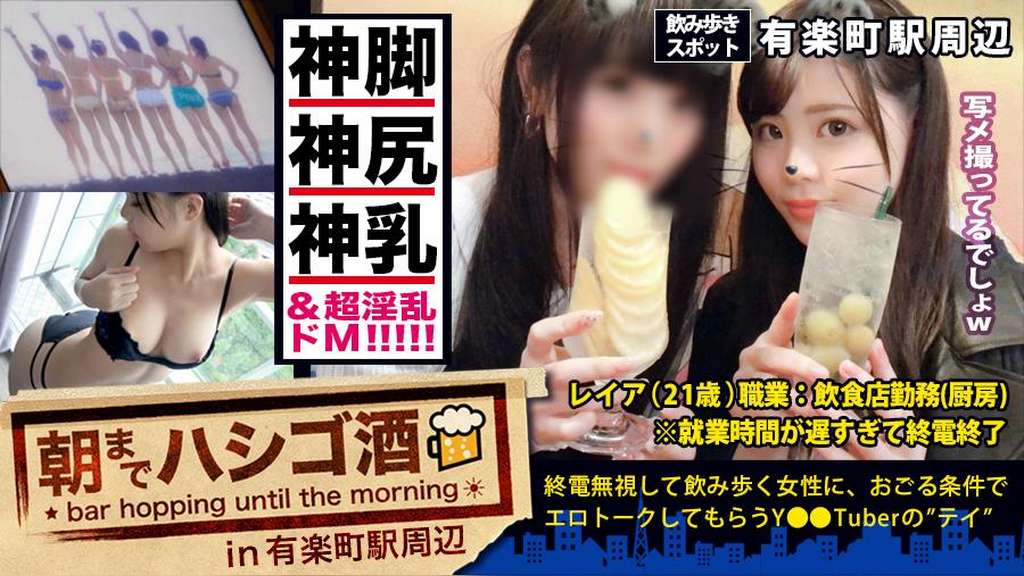 飲み歩き
スポット
有楽町駅周辺
神脚
神尻
神乳
&超淫乱
ドM!!!!!
写メ撮ってるでしょw
レイア(21歳)職業:飲食店勤務(厨房)
※就業時間が遅すぎて終電終了
朝までハシゴ酒
★bar hopping until the morning☀
in有楽町駅周辺
終電無視して飲み歩く女性に、おごる条件で
エロトークしてもらうY●●Tuberの"テイ"